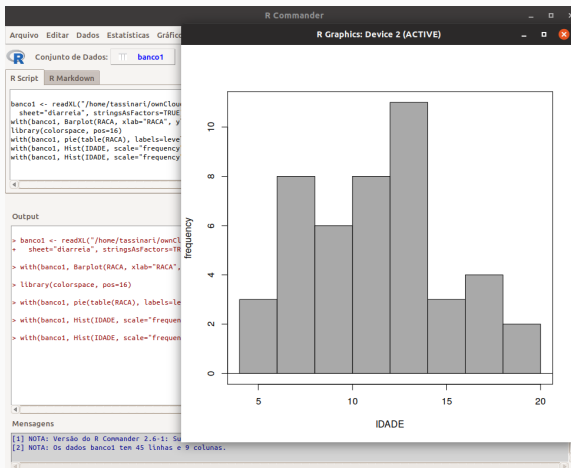 R Commander
Arquivo Editar Dados Estatísticas Gráfico
R Graphics: Device 2 (ACTIVE)
R Conjunto de Dados: banco1
R Script R Markdown
banco1 <- readXL("/home/tassinari/ownClou
sheet="diarreia", stringsAsFactors=TRUE
with(banco1, Barplot(RACA, xlab="RACA", y
library(colorspace, pos=16)
with(banco1, pie(table(RACA), labels=leve
with(banco1, Hist(IDADE, scale="frequency
with(banco1, Hist(IDADE, scale="frequency
Output
> banco1 <- readXL("/home/tassinari/ownCl
+ sheet="diarreia", stringsAsFactors=TR
> with(banco1, Barplot(RACA, xlab="RACA",
> library(colorspace, pos=16)
> with(banco1, pie(table(RACA), labels=le
> with(banco1, Hist(IDADE, scale="frequen
> with(banco1, Hist(IDADE, scale="frequen
Mensagens
[1] NOTA: Versão do R Commander 2.6-1: Su
[2] NOTA: Os dados banco1 tem 45 linhas e 9 colunas.
frequency
10
8
6
4
2
0
5 10 15 20
IDADE